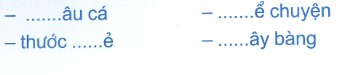 – .......âu cá
– .......ể chuyện
– thước ......ẻ
– ......ây bàng